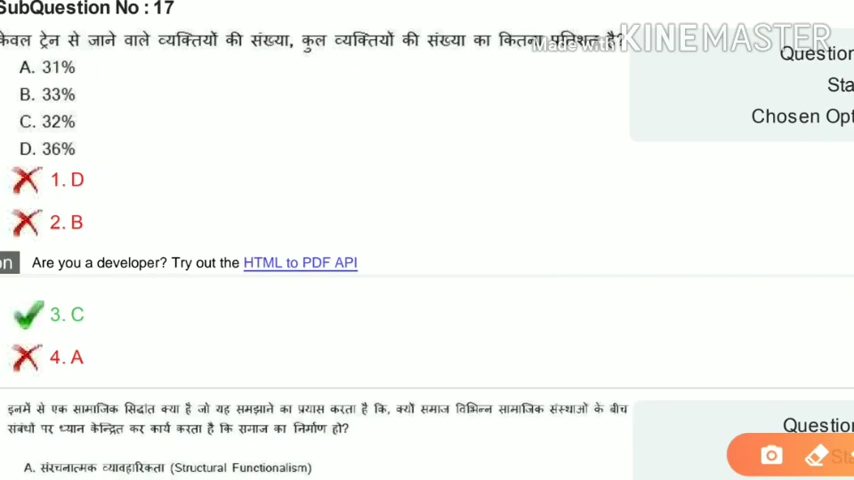 SubQuestion No : 17
केवल ट्रेन से जाने वाले व्यक्तियों की संख्या, कुल व्यक्तियों की संख्या का कितना प्रतिशत है?
Made with KINEMASTER
A. 31%
B. 33%
C. 32%
D. 36%
Question
Sta
Chosen Opt
1. D
2. B
on Are you a developer? Try out the HTML to PDF API
3. C
4. A
इनमें से एक सामाजिक सिद्धांत क्या है जो यह समझाने का प्रयास करता है कि, क्यों समाज विभिन्न सामाजिक संस्थाओं के बीच
संबंधों पर ध्यान केन्द्रित कर कार्य करता है कि समाज का निर्माण हो?
Question
Sta
A. संरचनात्मक व्यावहारिकता (Structural Functionalism)